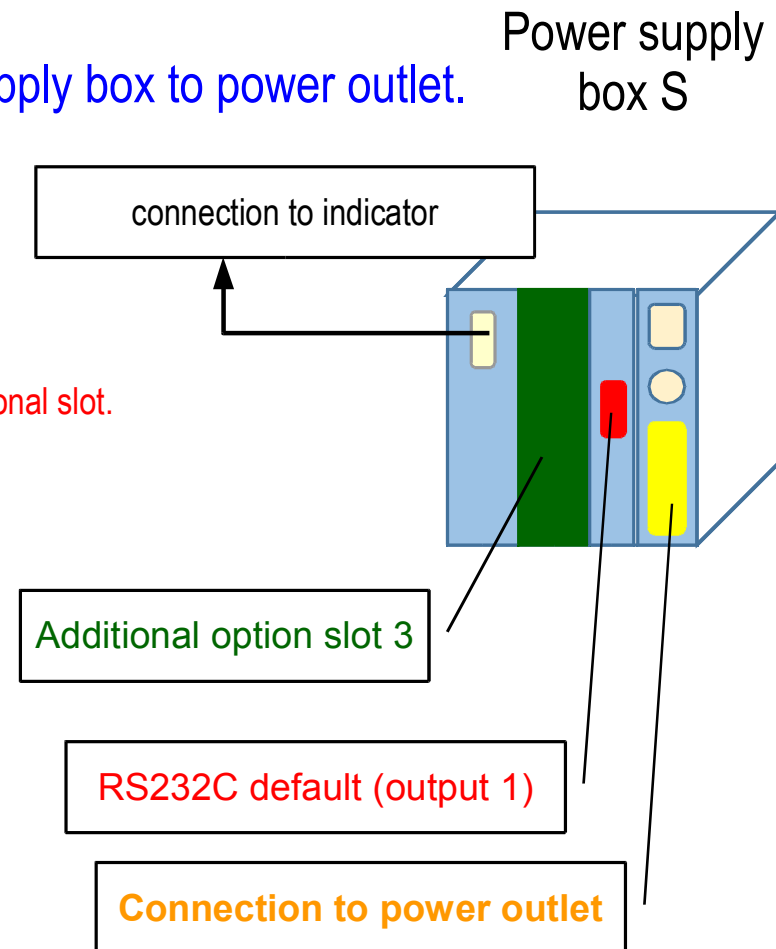 Power supply
box S
pply box to power outlet.
connection to indicator
onal slot.
Additional option slot 3
RS232C default (output 1)
Connection to power outlet